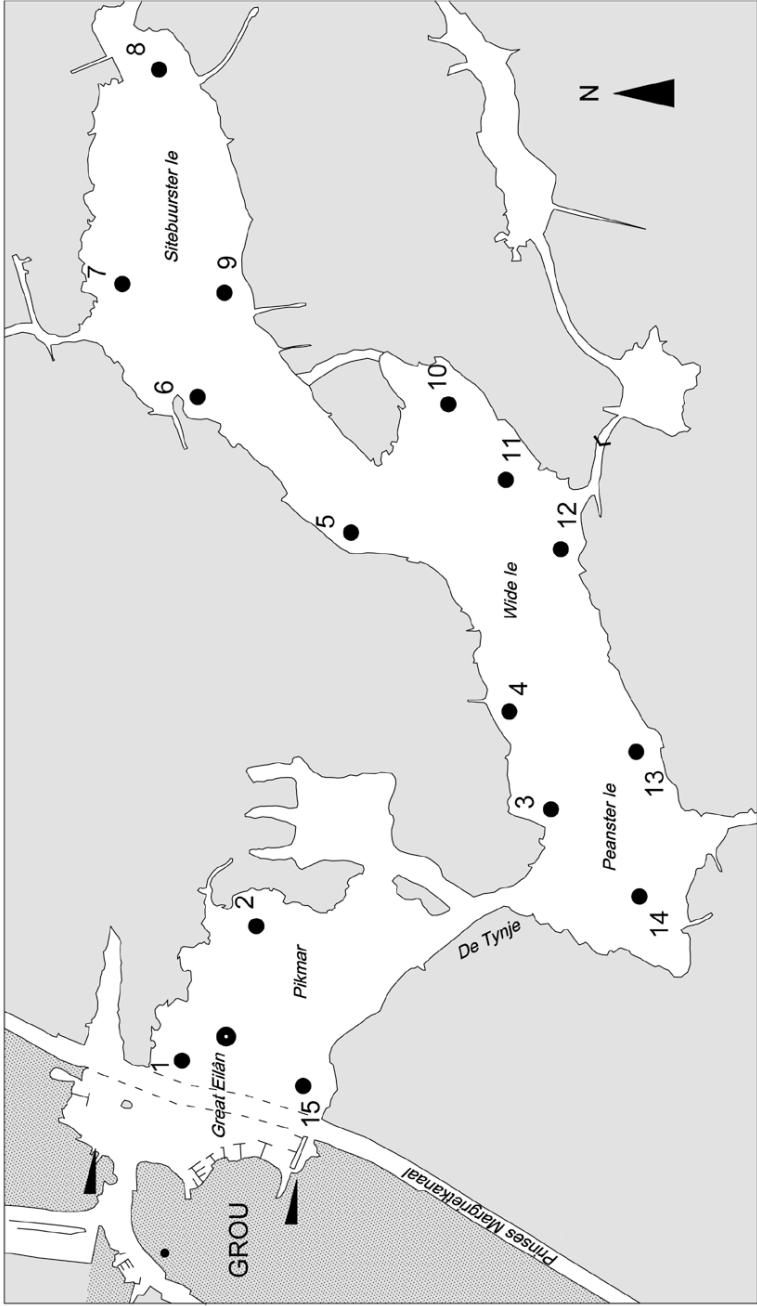 8
N
Sitebuurster Ie
7
9
6
10
11
5
12
Wide Ie
4
3
13
Peanster Ie
14
2
De Tynje
Pikmar
1
Great Eilân
15
GROU
Prinses Margrietkanaal